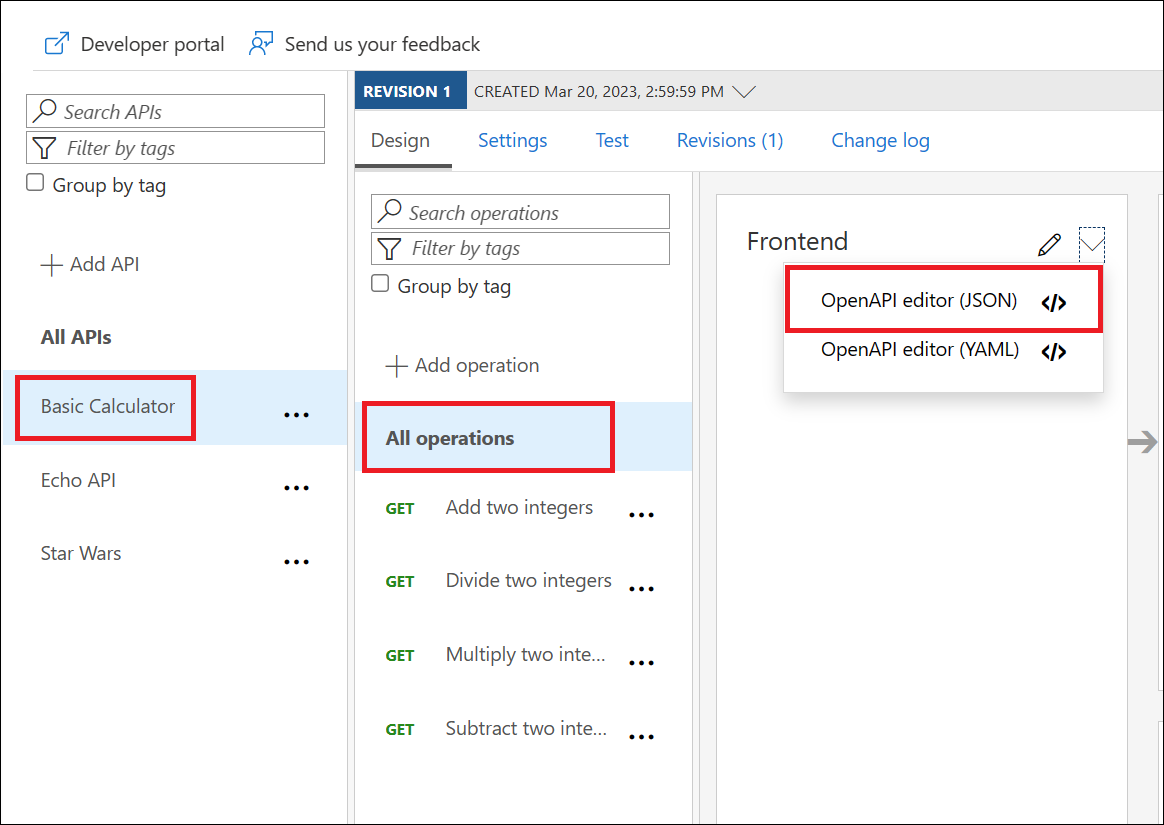 Developer portal
Send us your feedback
Search APIs
Filter by tags
Group by tag
Add API
All APIs
Basic Calculator
Echo API
Star Wars
REVISION 1
CREATED Mar 20, 2023, 2:59:59 PM
Design
Settings
Test
Revisions (1)
Change log
Search operations
Filter by tags
Group by tag
Add operation
All operations
GET Add two integers
GET Divide two integers
GET Multiply two inte...
GET Subtract two inte...
Frontend
OpenAPI editor (JSON) </>
OpenAPI editor (YAML) </>